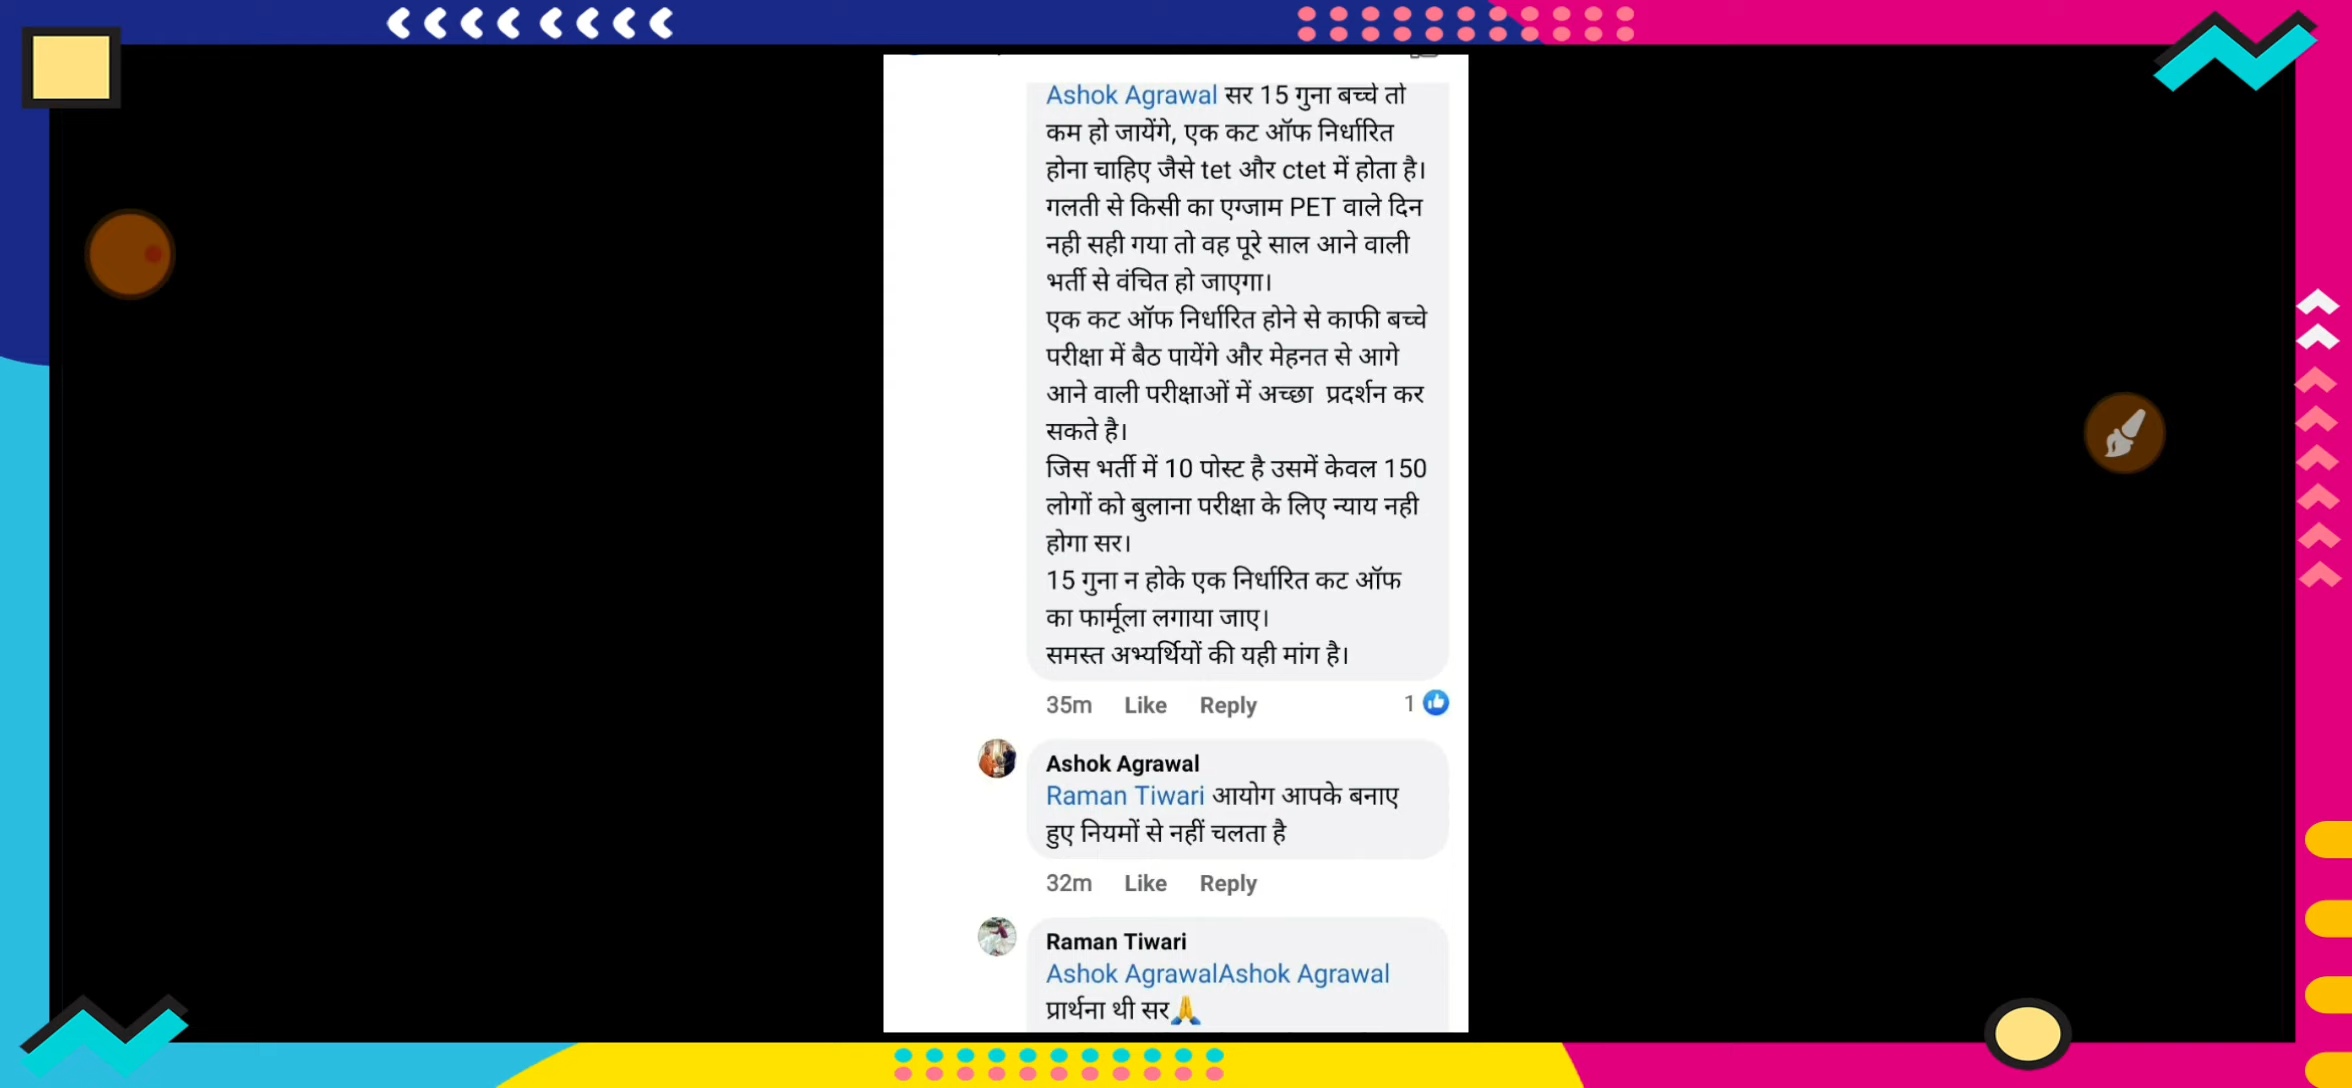 Ashok Agrawal सर 15 गुना बच्चे तो
कम हो जायेंगे, एक कट ऑफ निर्धारित
होना चाहिए जैसे tet और ctet में होता है।
गलती से किसी का एग्जाम PET वाले दिन
नही सही गया तो वह पूरे साल आने वाली
भर्ती से वंचित हो जाएगा।
एक कट ऑफ निर्धारित होने से काफी बच्चे
परीक्षा में बैठ पायेंगे और मेहनत से आगे
आने वाली परीक्षाओं में अच्छा प्रदर्शन कर
सकते है।
जिस भर्ती में 10 पोस्ट है उसमें केवल 150
लोगों को बुलाना परीक्षा के लिए न्याय नही
होगा सर।
15 गुना न होके एक निर्धारित कट ऑफ
का फार्मूला लगाया जाए।
समस्त अभ्यर्थियों की यही मांग है।
35m Like Reply 1
Ashok Agrawal
Raman Tiwari आयोग आपके बनाए
हुए नियमों से नहीं चलता है
32m Like Reply
Raman Tiwari
Ashok AgrawalAshok Agrawal
प्रार्थना थी सर🙏